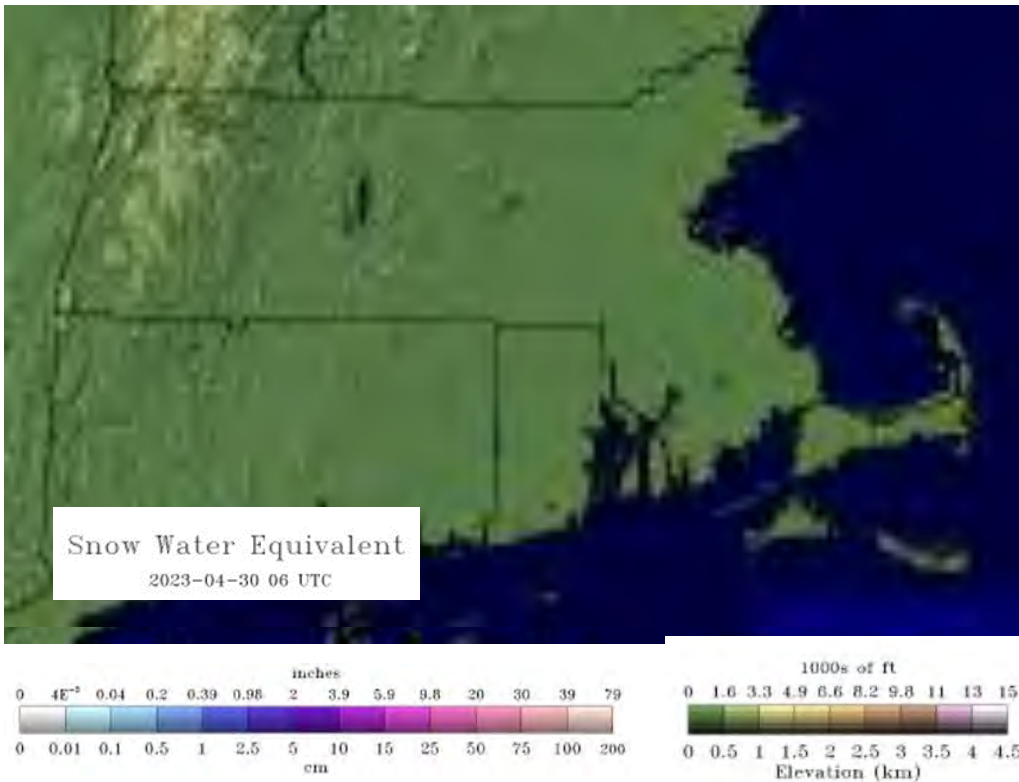 Snow Water Equivalent
2023-04-30 06 UTC
inches
0 4E⁻³ 0.04 0.2 0.39 0.98 2 3.9 5.9 9.8 20 30 39 79
0 0.01 0.1 0.5 1 2.5 5 10 15 25 50 75 100 200
cm
1000s of ft
0 1.6 3.3 4.9 6.6 8.2 9.8 11 13 15
0 0.5 1 1.5 2 2.5 3 3.5 4 4.5
Elevation (km)